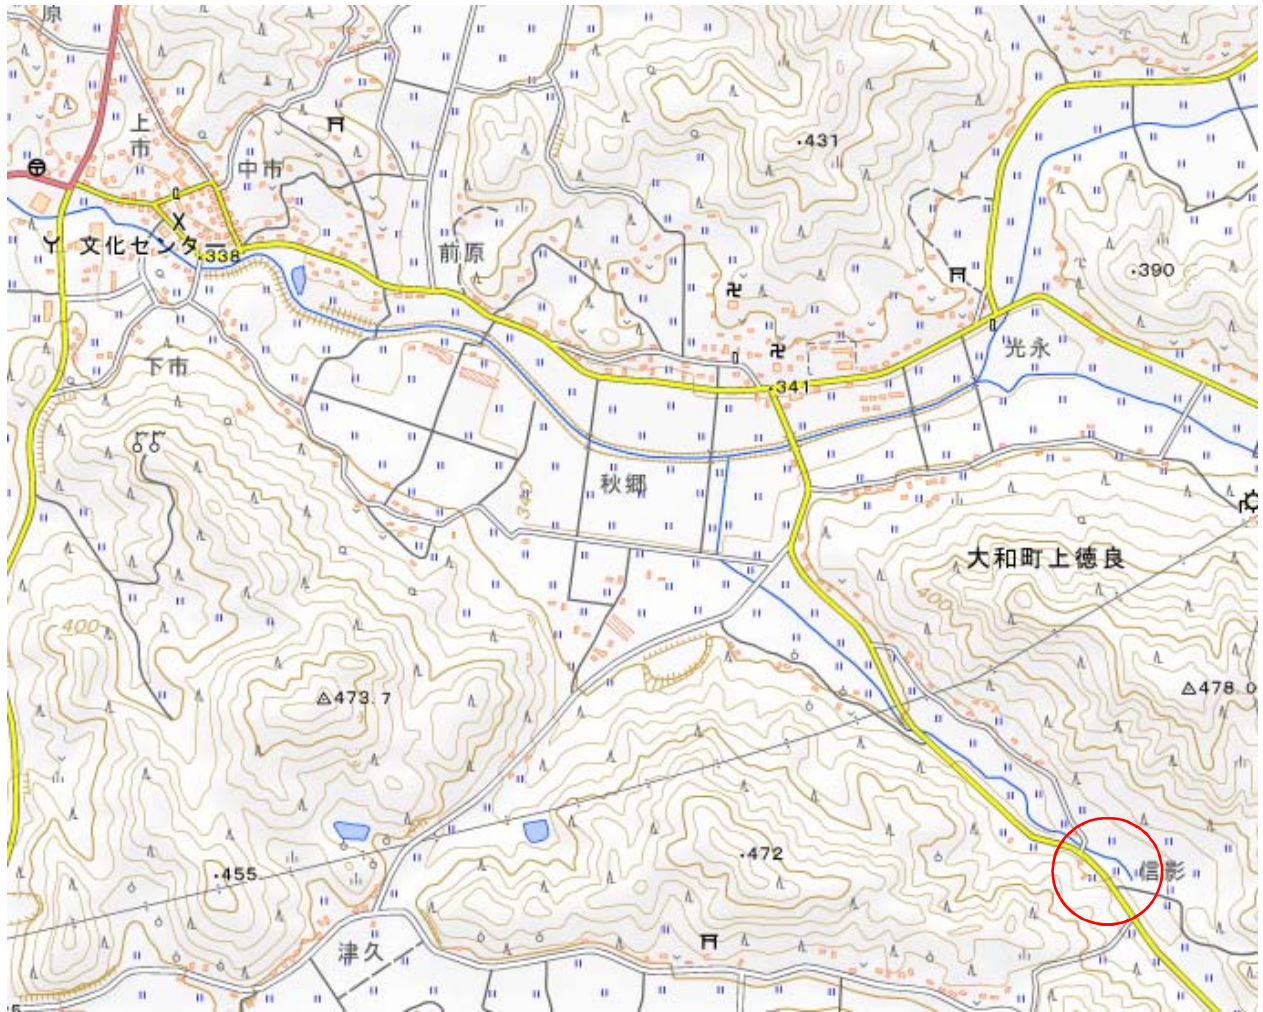 原
上市
中市
・431
文化センター
・338
前原
・390
光永
下市
・341
340
秋郷
大和町上徳良
400
400
473.7
478.0
・472
・455
信影
津久